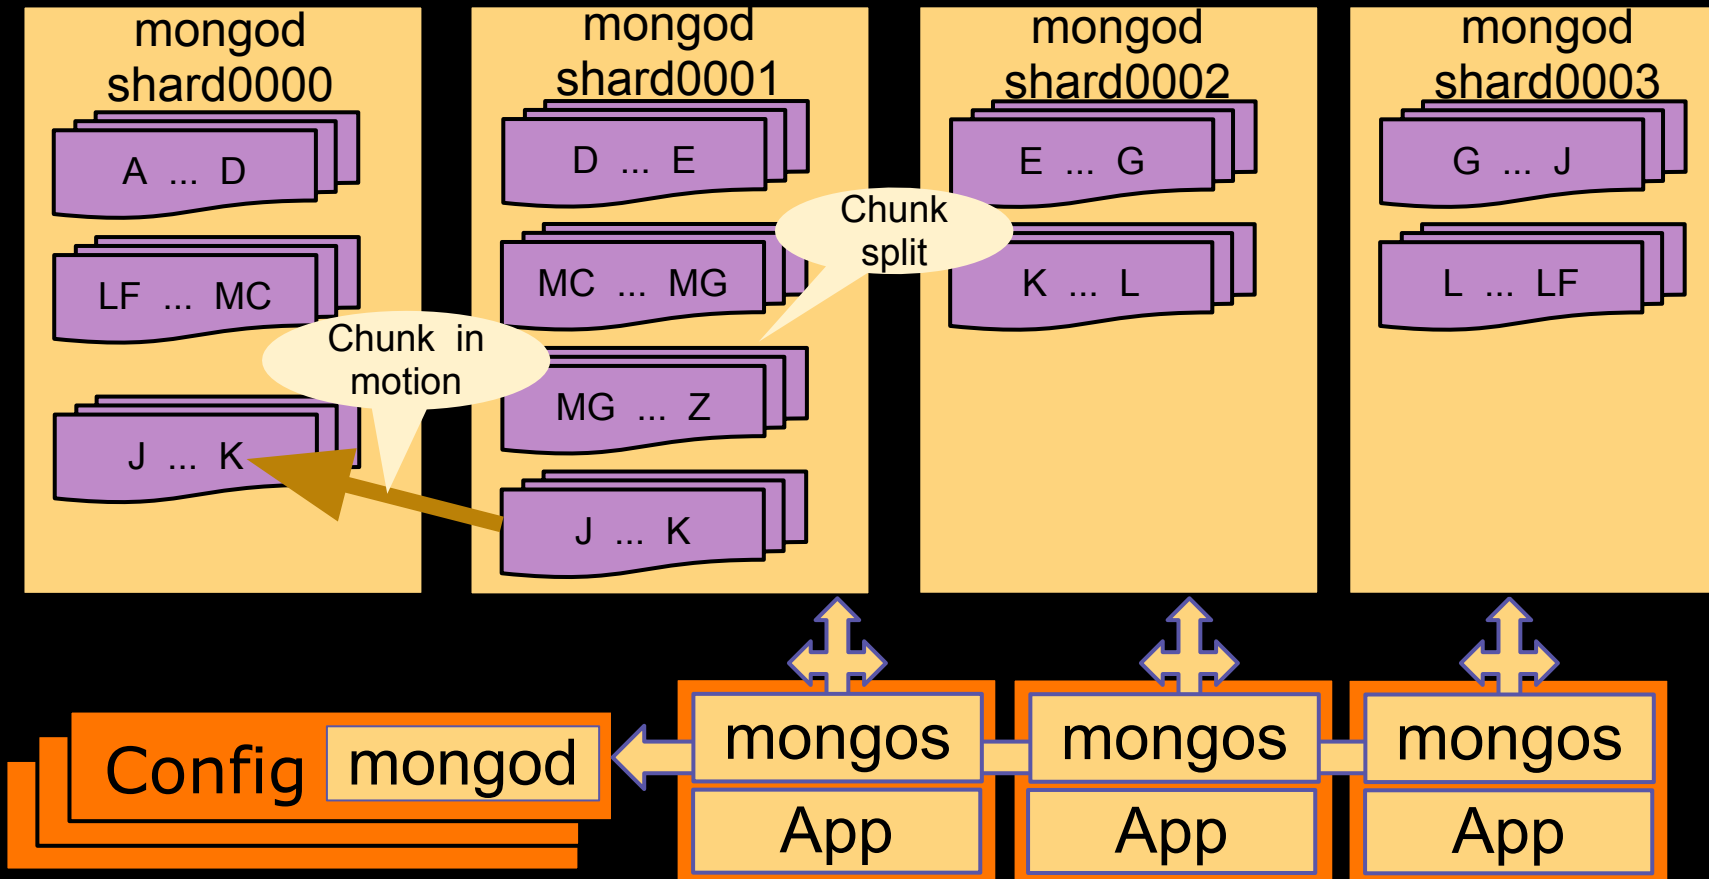 mongod
shard0000
A ... D
LF ... MC
Chunk in
motion
J ... K
mongod
shard0001
D ... E
Chunk
split
MC ... MG
MG ... Z
J ... K
mongod
shard0002
E ... G
K ... L
mongod
shard0003
G ... J
L ... LF
Config mongod
mongos
App
mongos
App
mongos
App